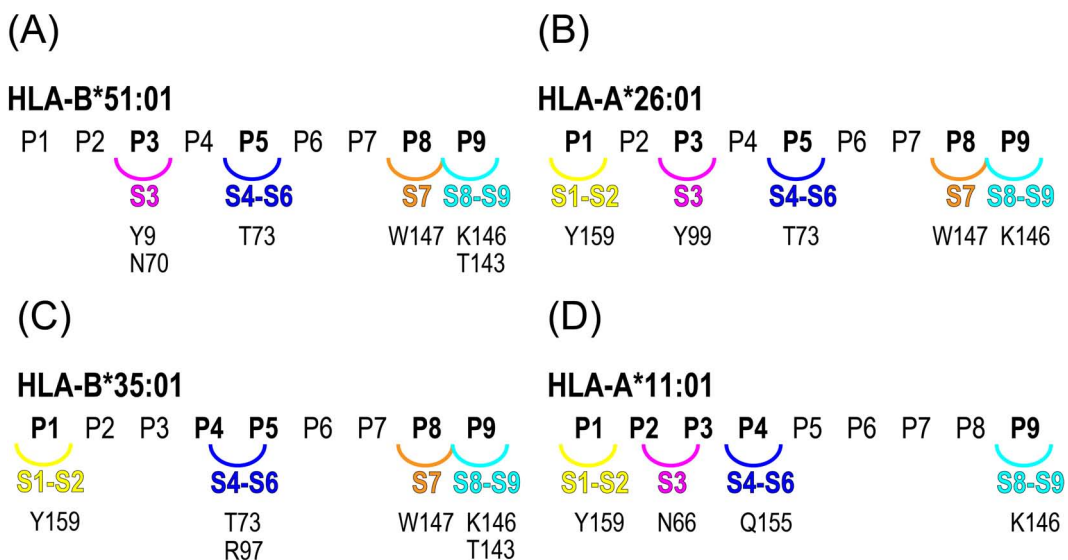 (A)
HLA-B*51:01
P1 P2 P3 P4 P5 P6 P7 P8 P9
S3 S4-S6 S7 S8-S9
Y9 T73 W147 K146
N70 T143
(B)
HLA-A*26:01
P1 P2 P3 P4 P5 P6 P7 P8 P9
S1-S2 S3 S4-S6 S7 S8-S9
Y159 Y99 T73 W147 K146
(C)
HLA-B*35:01
P1 P2 P3 P4 P5 P6 P7 P8 P9
S1-S2 S4-S6 S7 S8-S9
Y159 T73 W147 K146
R97 T143
(D)
HLA-A*11:01
P1 P2 P3 P4 P5 P6 P7 P8 P9
S1-S2 S3 S4-S6 S8-S9
Y159 N66 Q155 K146